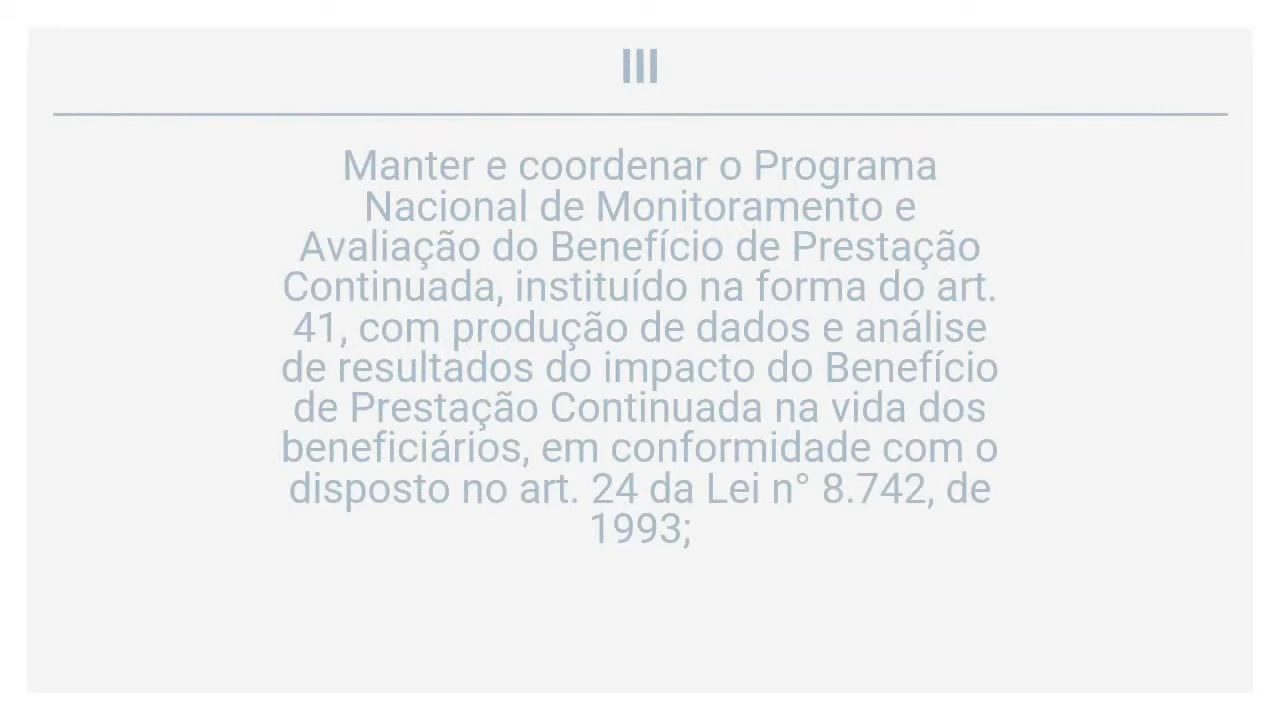 III
Manter e coordenar o Programa
Nacional de Monitoramento e
Avaliação do Benefício de Prestação
Continuada, instituído na forma do art.
41, com produção de dados e análise
de resultados do impacto do Benefício
de Prestação Continuada na vida dos
beneficiários, em conformidade com o
disposto no art. 24 da Lei n° 8.742, de
1993;